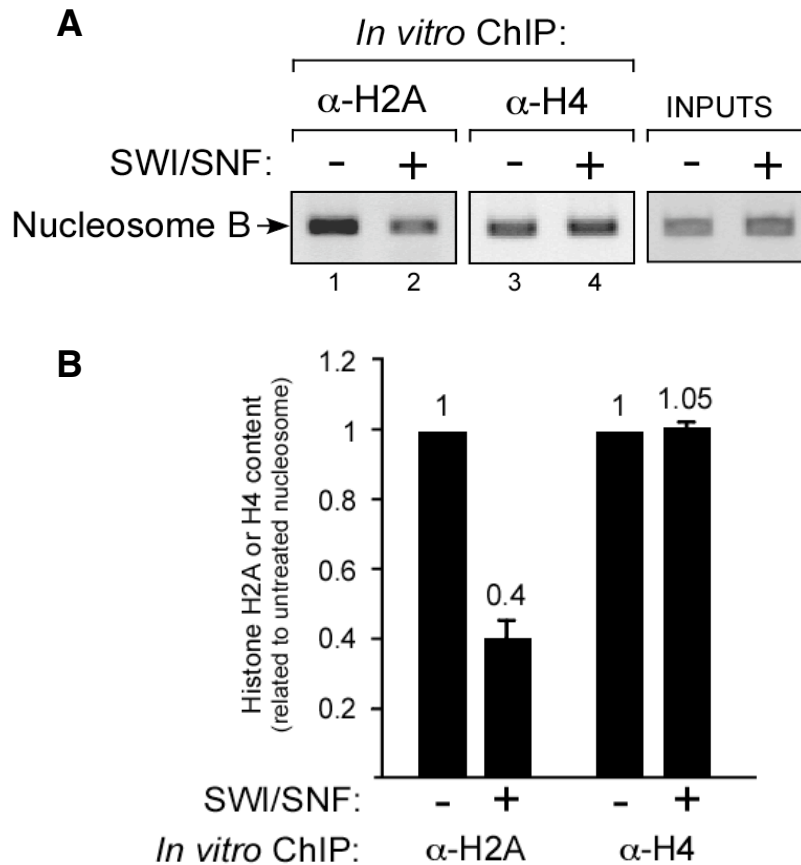 A
In vitro ChIP:
α-H2A α-H4 INPUTS
SWI/SNF: - + - + - +
Nucleosome B
1 2 3 4
B
Histone H2A or H4 content
(related to untreated nucleosome)
1.2
1
0.8
0.6
0.4
0.2
1 0.4 1 1.05
SWI/SNF: - + - +
In vitro ChIP: α-H2A α-H4